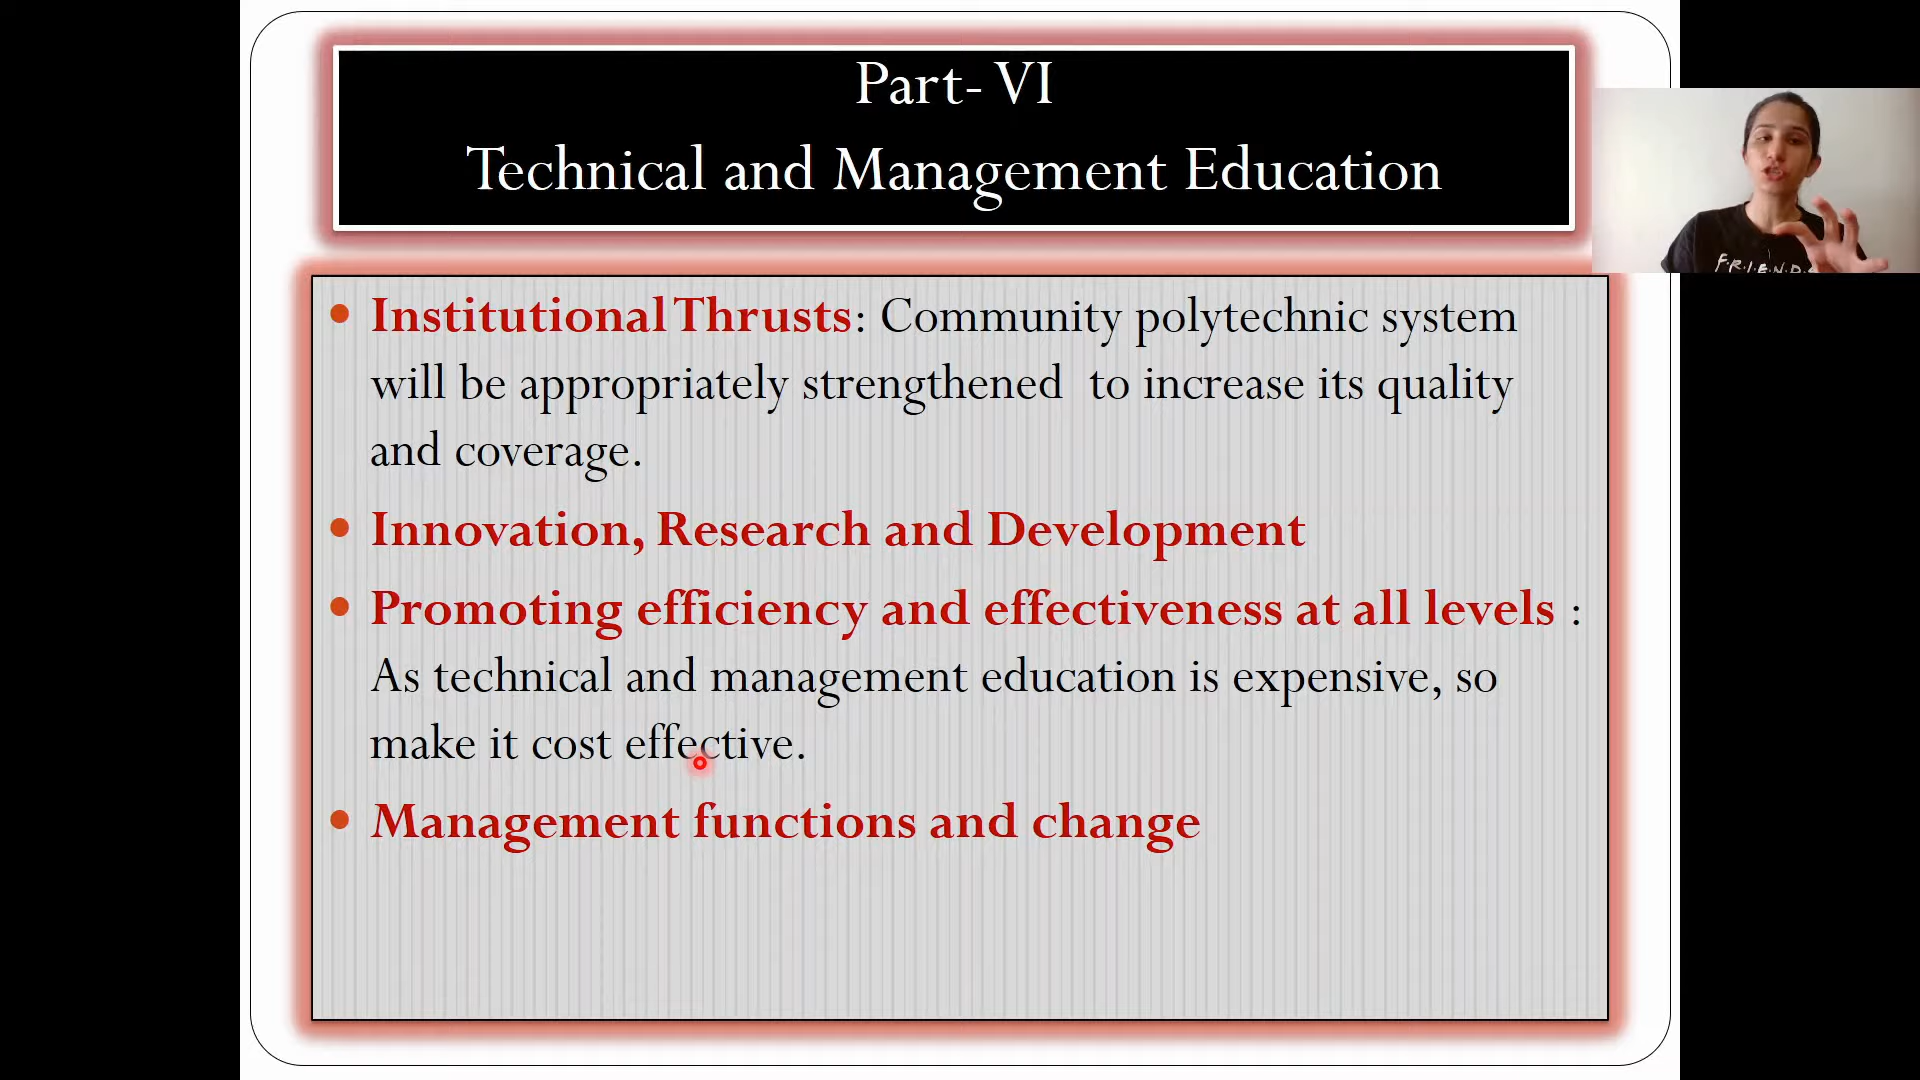 Part- VI
Technical and Management Education
F·R·I·E·N·D·S
• Institutional Thrusts: Community polytechnic system
will be appropriately strengthened to increase its quality
and coverage.
• Innovation, Research and Development
• Promoting efficiency and effectiveness at all levels :
As technical and management education is expensive, so
make it cost effective.
• Management functions and change